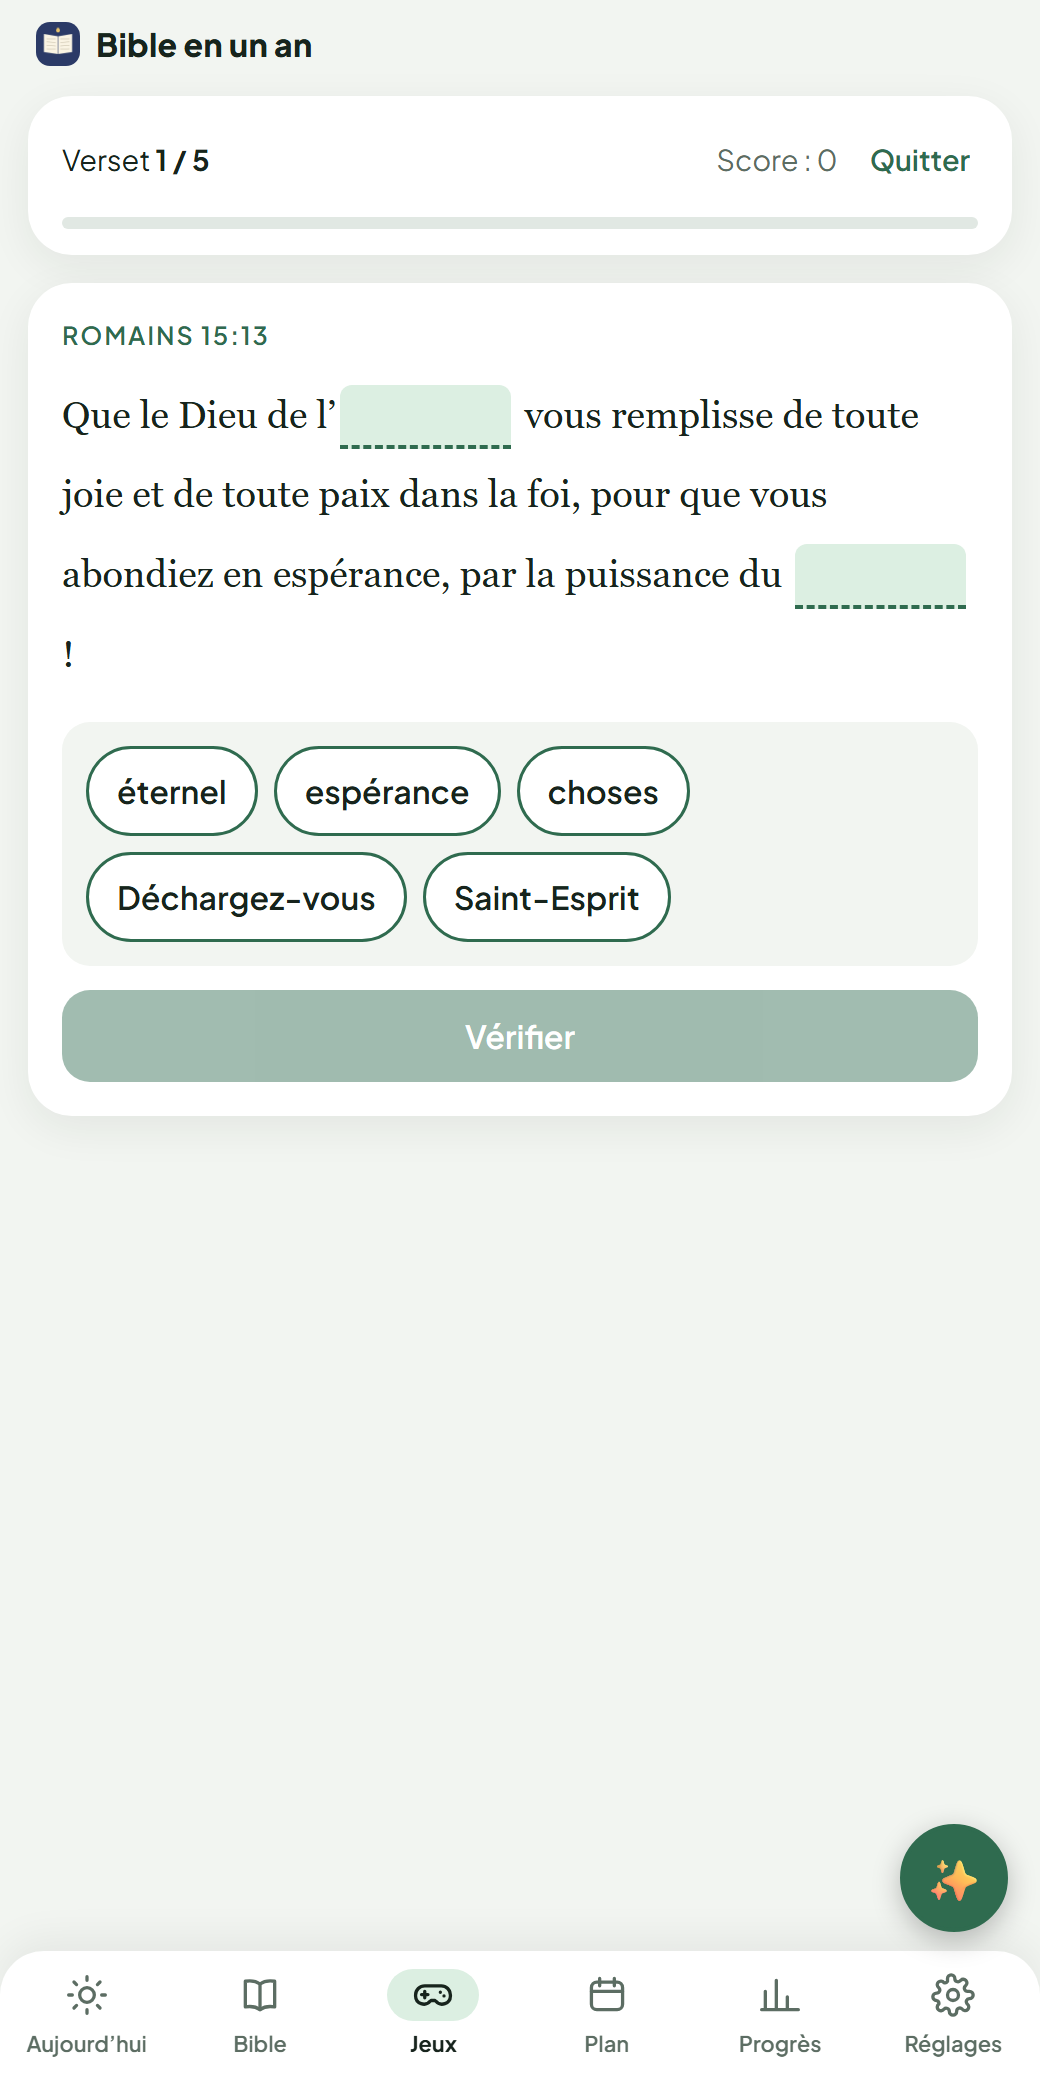 Bible en un an
Verset 1 / 5
Score : 0
Quitter
ROMAINS 15:13
Que le Dieu de l’ vous remplisse de toute
joie et de toute paix dans la foi, pour que vous
abondiez en espérance, par la puissance du
!
éternel
espérance
choses
Déchargez-vous
Saint-Esprit
Vérifier
Aujourd’hui
Bible
Jeux
Plan
Progrès
Réglages